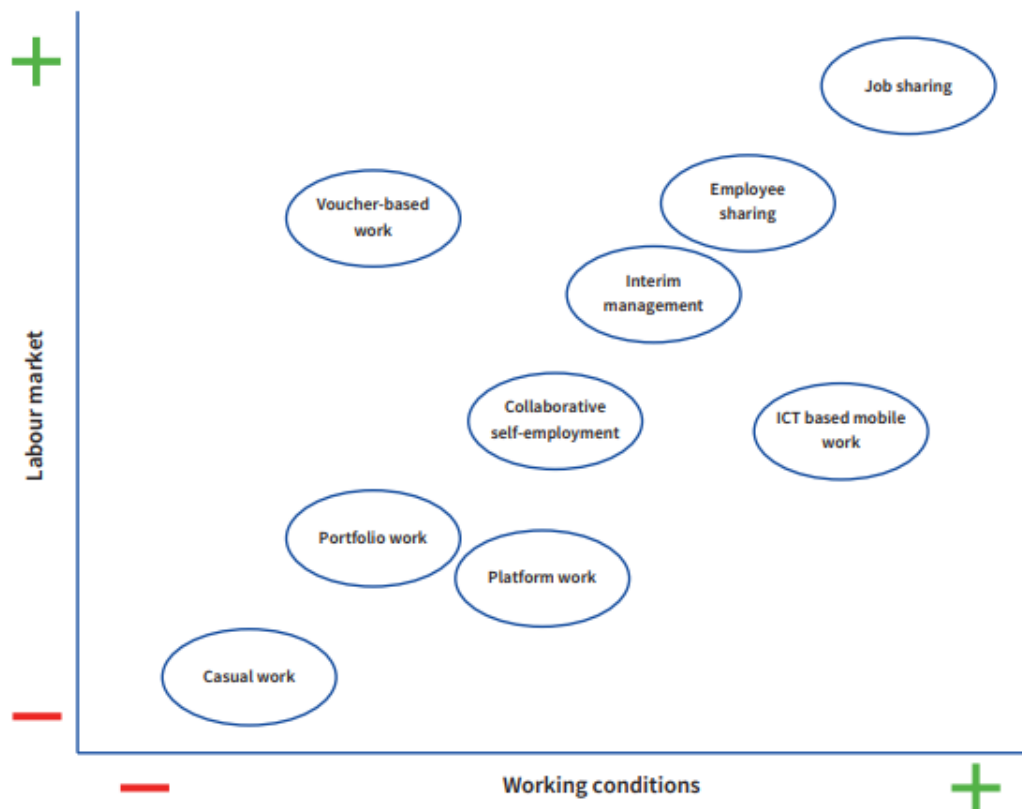 Job sharing
Employee
sharing
Voucher-based
work
Interim
management
Labour market
Collaborative
self-employment
ICT based mobile
work
Portfolio work
Platform work
Casual work
Working conditions